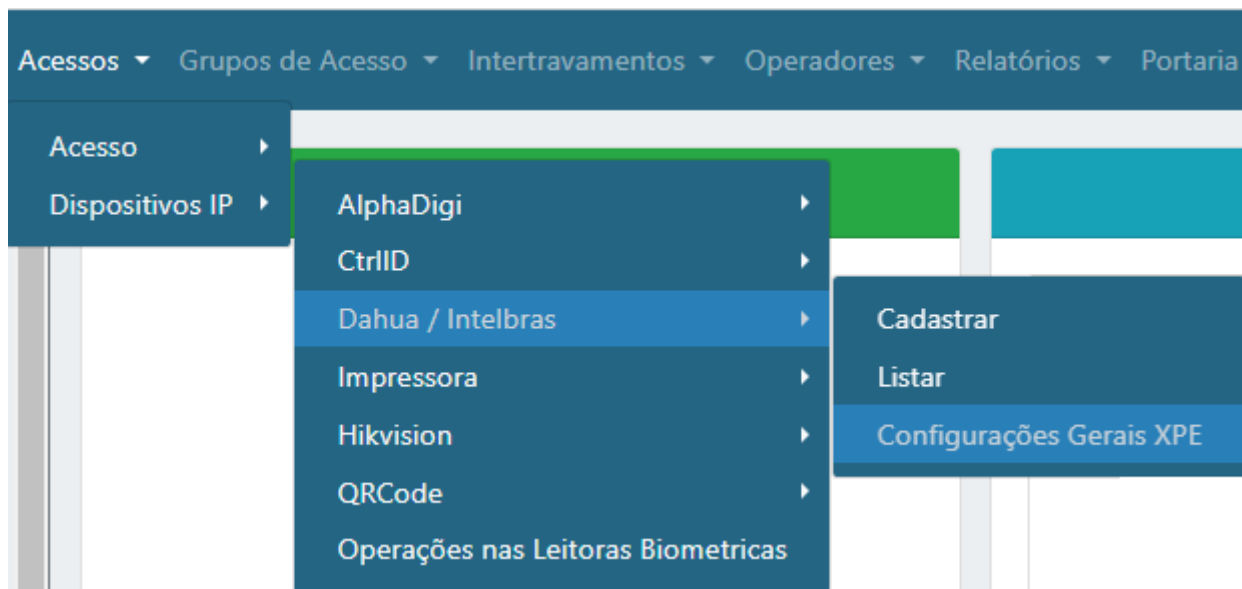 Acessos Grupos de Acesso Intertravamentos Operadores Relatórios Portaria
Acesso
Dispositivos IP
AlphaDigi
CtrlID
Dahua / Intelbras
Impressora
Hikvision
QRCode
Operações nas Leitoras Biometricas
Cadastrar
Listar
Configurações Gerais XPE